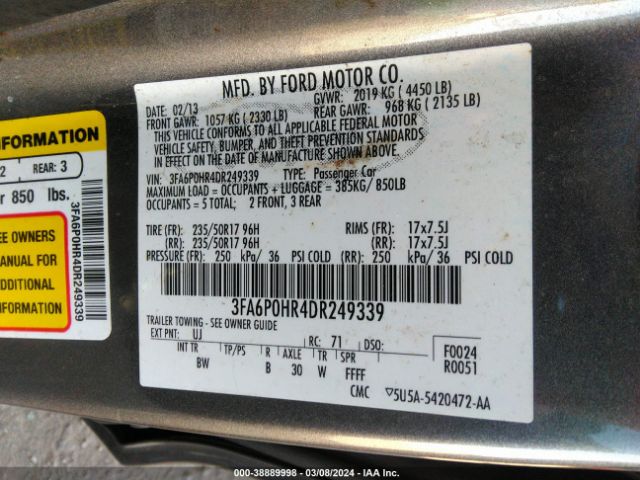 MFD. BY FORD MOTOR CO.
DATE: 02/13
GVWR: 2019 KG ( 4450 LB)
FRONT GAWR: 1057 KG ( 2330 LB)
REAR GAWR: 968 KG ( 2135 LB)
THIS VEHICLE CONFORMS TO ALL APPLICABLE FEDERAL MOTOR
VEHICLE SAFETY, BUMPER, AND THEFT PREVENTION STANDARDS
IN EFFECT ON THE DATE OF MANUFACTURE SHOWN ABOVE.
VIN: 3FA6P0HR4DR249339 TYPE: Passenger Car
MAXIMUM LOAD = OCCUPANTS + LUGGAGE = 385KG/ 850LB
OCCUPANTS = 5 TOTAL; 2 FRONT, 3 REAR
TIRE (FR): 235/50R17 96H RIMS (FR): 17x7.5J
(RR): 235/50R17 96H (RR): 17x7.5J
PRESSURE (FR): 250 kPa/ 36 PSI COLD (RR): 250 kPa/ 36 PSI COLD
3FA6P0HR4DR249339
TRAILER TOWING - SEE OWNER GUIDE
EXT PNT: UJ RC: 71 DSO:
F0024
R0051
INT TR TP/PS R AXLE TR SPR
BW B 30 W FFFF
CMC ▽5U5A-5420472-AA
INFORMATION
2 REAR: 3
r 850 lbs.
EE OWNERS
MANUAL FOR
ADDITIONAL
INFORMATION
3FA6P0HR4DR249339
000-38889998 - 03/08/2024 - IAA Inc.